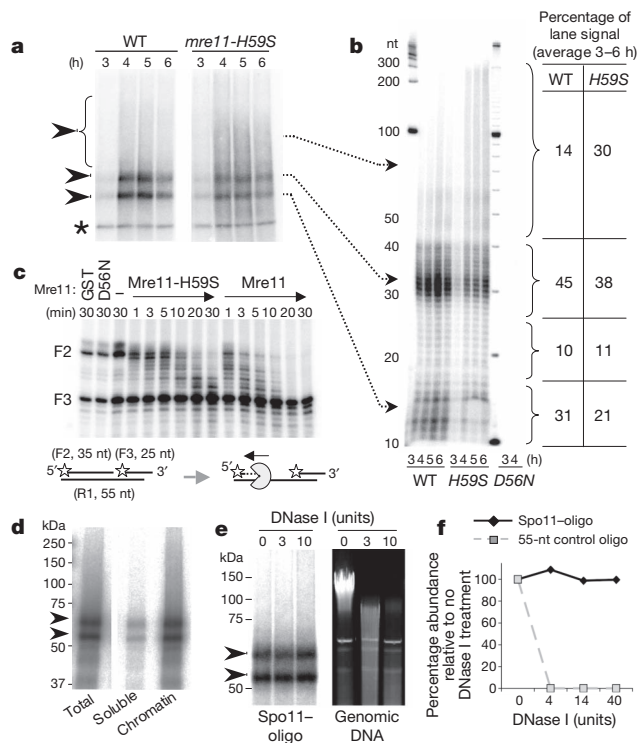 a
WT
mre11-H59S
(h) 3 4 5 6 3 4 5 6
*
b
nt
300
200
100
50
40
30
20
10
3 4 5 6 3 4 5 6 3 4 (h)
WT H59S D56N
Percentage of
lane signal
(average 3–6 h)
WT H59S
14 30
45 38
10 11
31 21
c
Mre11: GST D56N – Mre11-H59S Mre11
(min) 30 30 30 1 3 5 10 20 30 1 3 5 10 20 30
F2
F3
(F2, 35 nt) (F3, 25 nt)
5′ 3′ 5′ 3′
(R1, 55 nt)
d
kDa
250
150
100
75
50
37
Total
Soluble
Chromatin
e
DNase I (units)
0 3 10 0 3 10
kDa
150
100
75
50
Spo11–
oligo
Genomic
DNA
f
Spo11–oligo
55-nt control oligo
Percentage abundance
relative to no
DNase I treatment
100
80
60
40
20
0
0 4 14 40
DNase I (units)